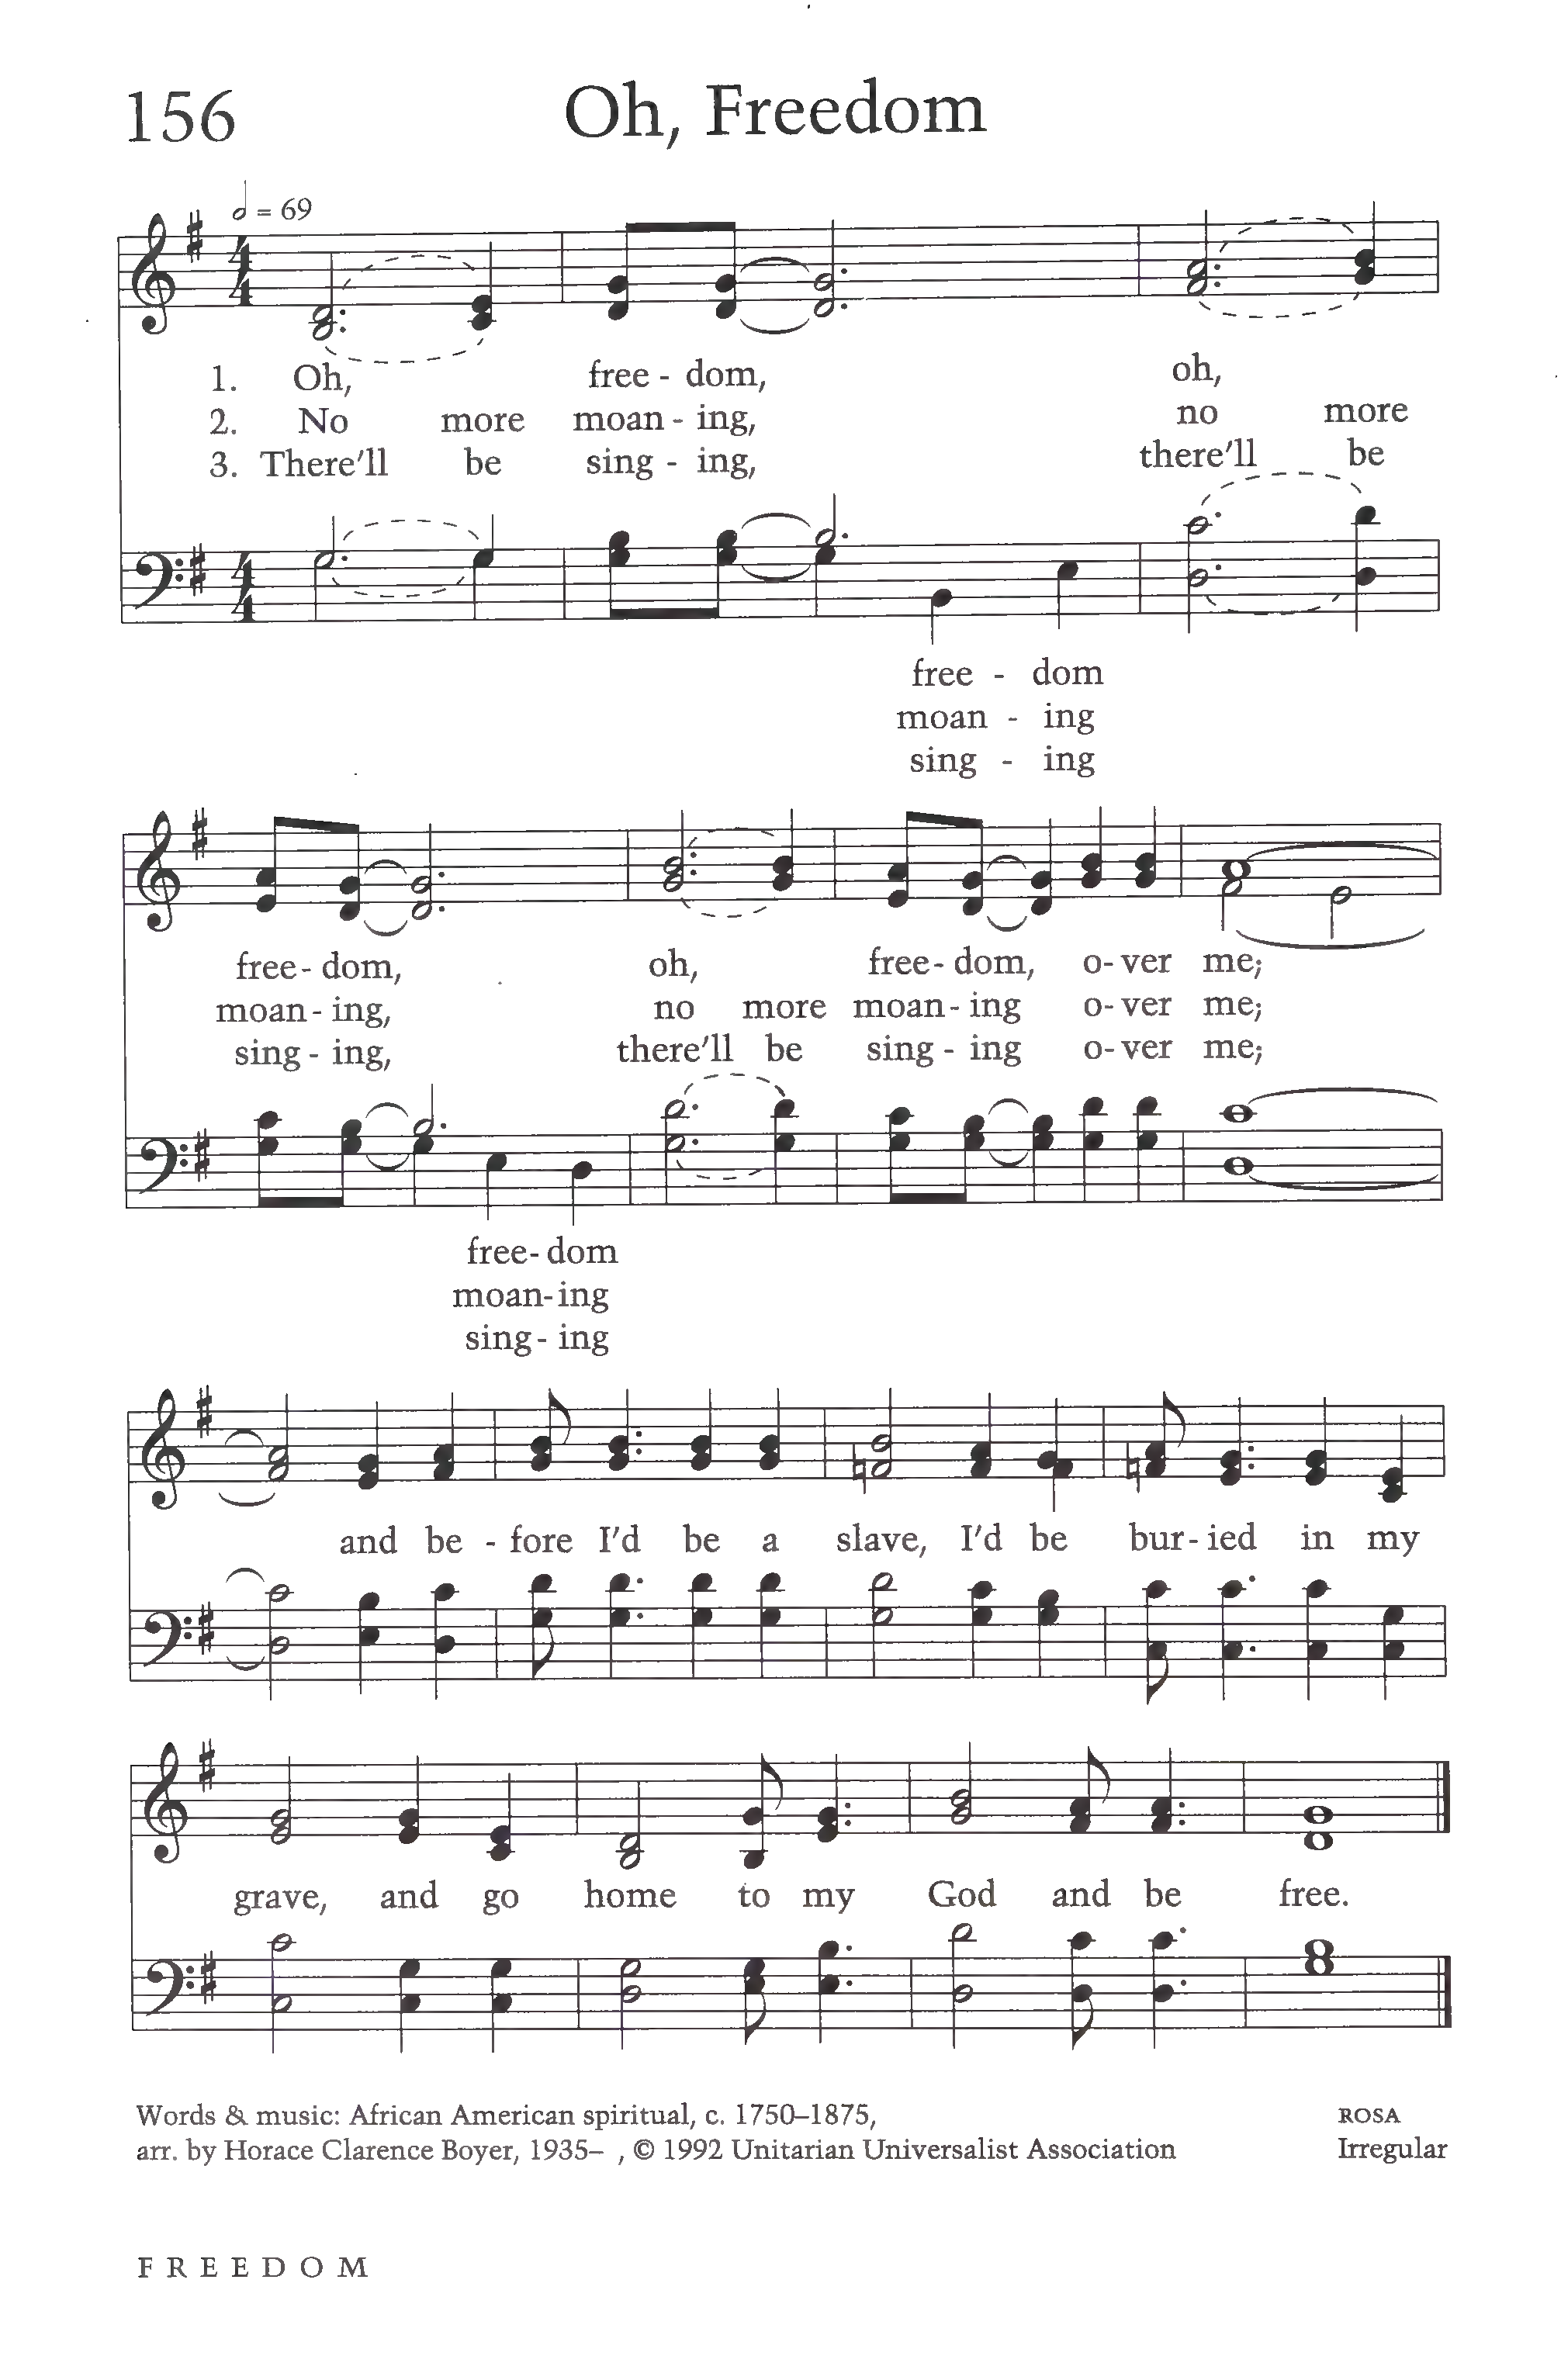 156
Oh, Freedom
= 69
1. Oh, free - dom, oh,
2. No more moan - ing, no more
3. There'll be sing - ing, there'll be
free - dom
moan - ing
sing - ing
free - dom, oh, free - dom, o - ver me;
moan - ing, no more moan - ing o - ver me;
sing - ing, there'll be sing - ing o - ver me;
free - dom
moan - ing
sing - ing
and be - fore I'd be a slave, I'd be bur - ied in my
grave, and go home to my God and be free.
Words & music: African American spiritual, c. 1750–1875,
arr. by Horace Clarence Boyer, 1935– , © 1992 Unitarian Universalist Association
ROSA
Irregular
FREEDOM